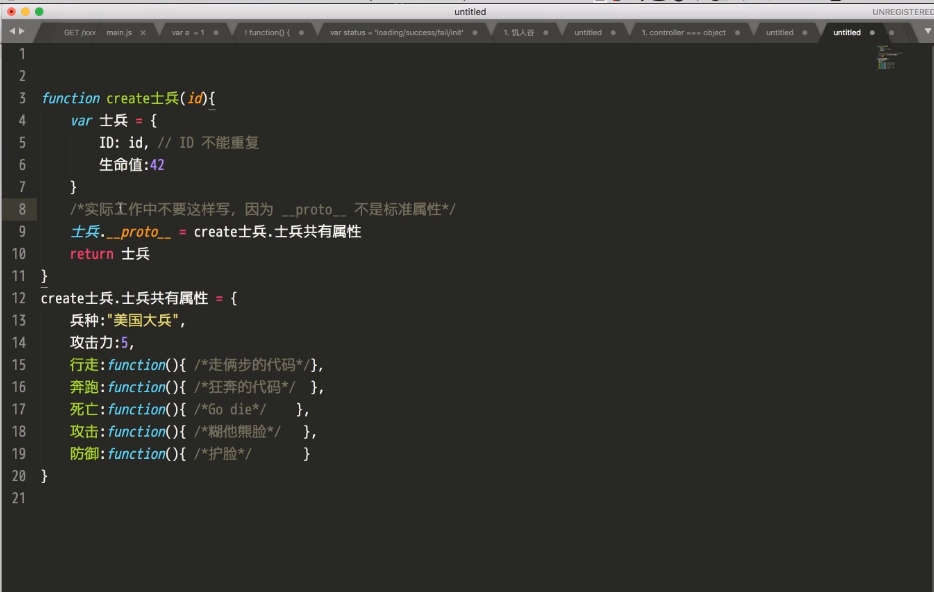 untitled
UNREGISTERED
GET /xxx main.js × var a = 1 ! function() { var status = 'loading/success/fail/init' 1. 饥人谷 untitled 1. controller === object untitled untitled
1
2
3 function create士兵(id){
4 var 士兵 = {
5 ID: id, // ID 不能重复
6 生命值:42
7 }
8 /*实际工作中不要这样写, 因为 __proto__ 不是标准属性*/
9 士兵.__proto__ = create士兵.士兵共有属性
10 return 士兵
11 }
12 create士兵.士兵共有属性 = {
13 兵种:"美国大兵",
14 攻击力:5,
15 行走:function(){ /*走俩步的代码*/},
16 奔跑:function(){ /*狂奔的代码*/ },
17 死亡:function(){ /*Go die*/ },
18 攻击:function(){ /*糊他熊脸*/ },
19 防御:function(){ /*护脸*/ }
20 }
21